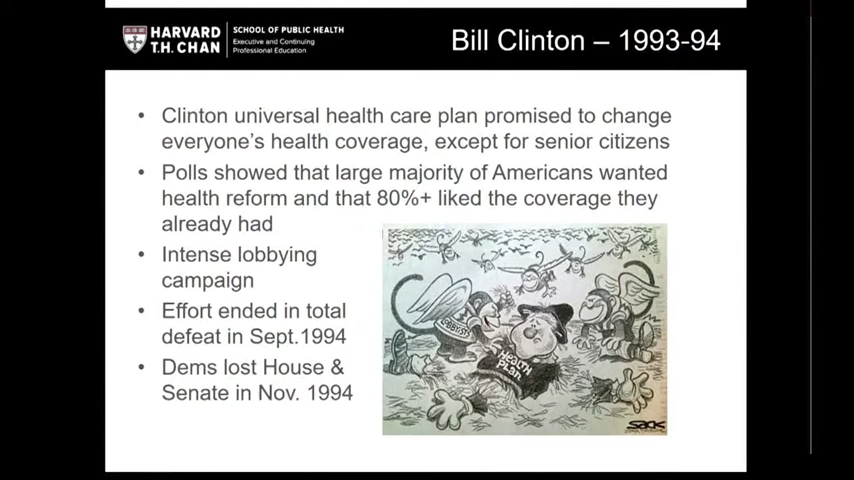 HARVARD
T.H. CHAN
SCHOOL OF PUBLIC HEALTH
Executive and Continuing
Professional Education
Bill Clinton – 1993-94
• Clinton universal health care plan promised to change
everyone's health coverage, except for senior citizens
• Polls showed that large majority of Americans wanted
health reform and that 80%+ liked the coverage they
already had
• Intense lobbying
campaign
• Effort ended in total
defeat in Sept.1994
• Dems lost House &
Senate in Nov. 1994
LOBBYISTS
HEALTH
PLAN
SACK